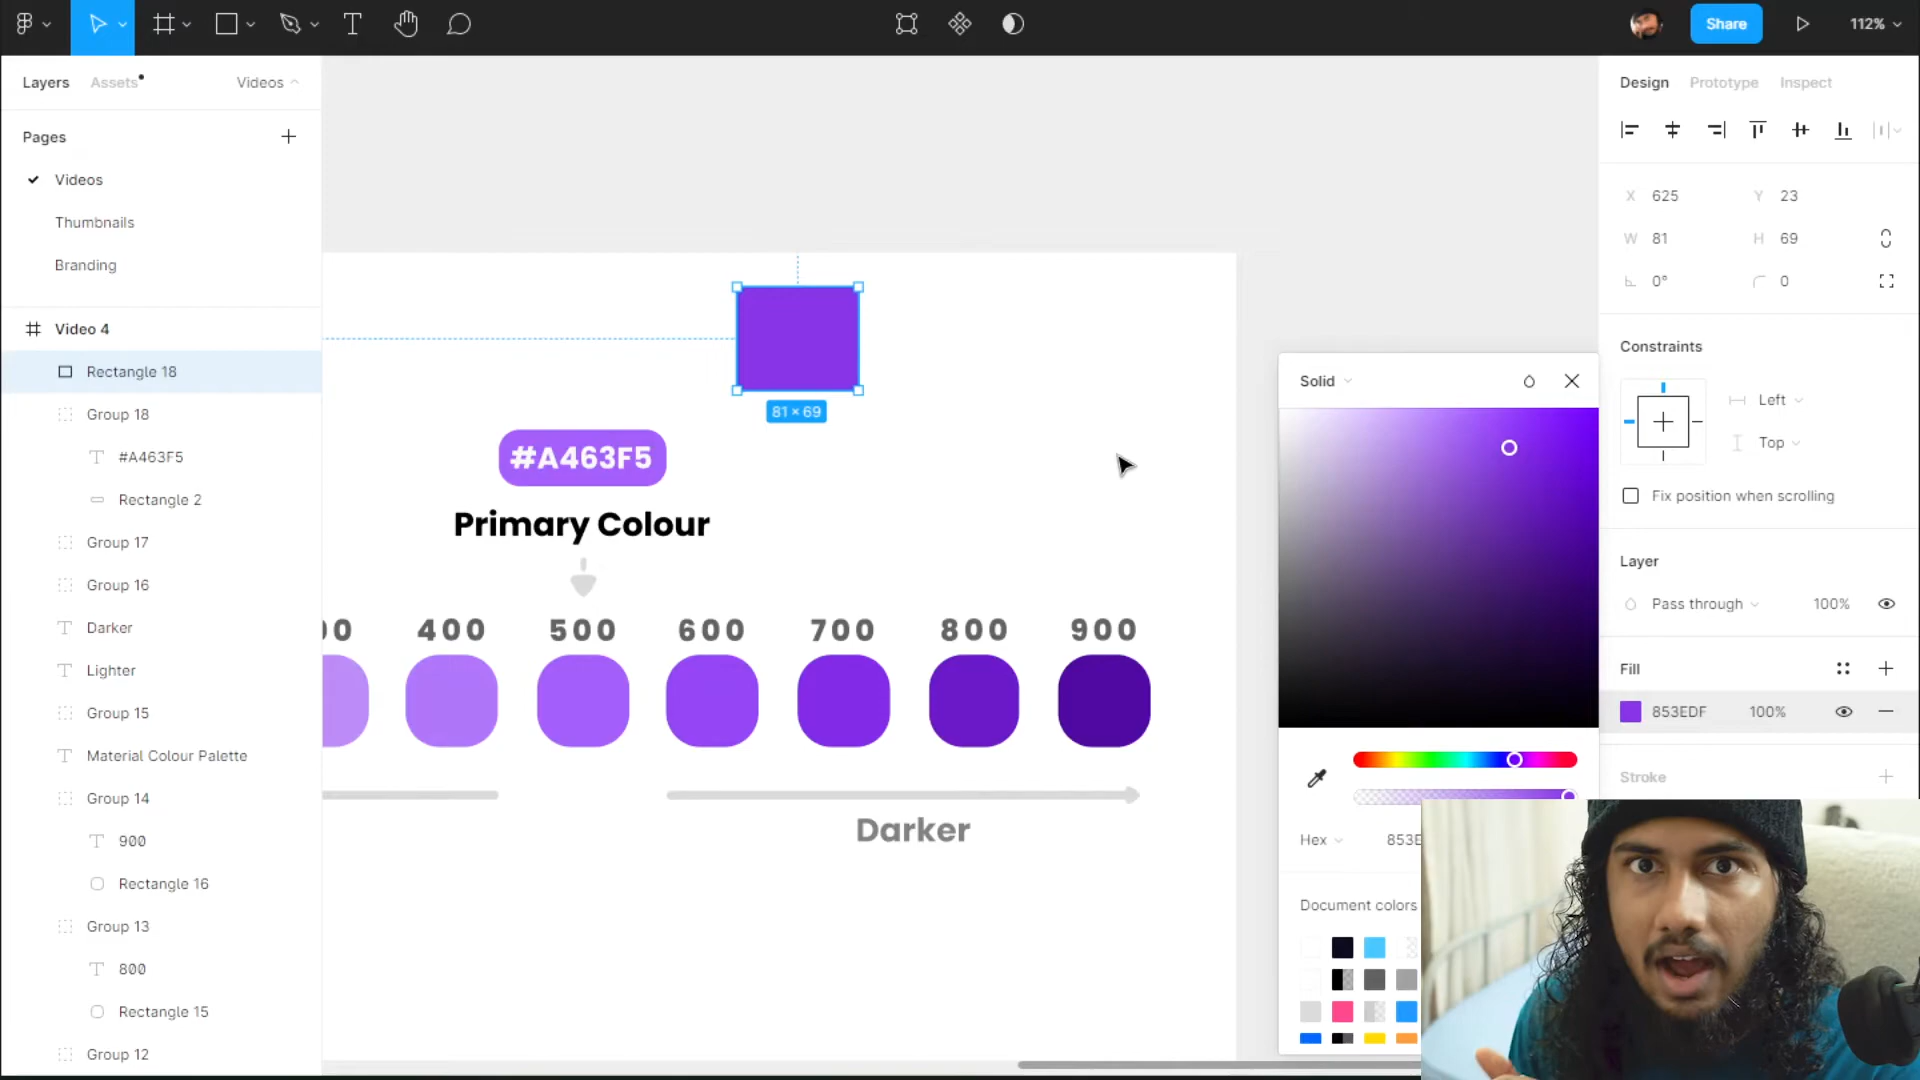 Share
112%
Layers
Assets
Videos
Pages
Videos
Thumbnails
Branding
Video 4
Rectangle 18
Group 18
#A463F5
Rectangle 2
Group 17
Group 16
Darker
Lighter
Group 15
Material Colour Palette
Group 14
900
Rectangle 16
Group 13
800
Rectangle 15
Group 12
81 × 69
#A463F5
Primary Colour
400 500 600 700 800 900
Darker
Solid
Hex
Document colors
Design Prototype Inspect
X 625 Y 23
W 81 H 69
0° 0
Constraints
Left
Top
Fix position when scrolling
Layer
Pass through 100%
Fill
853EDF 100%
Stroke